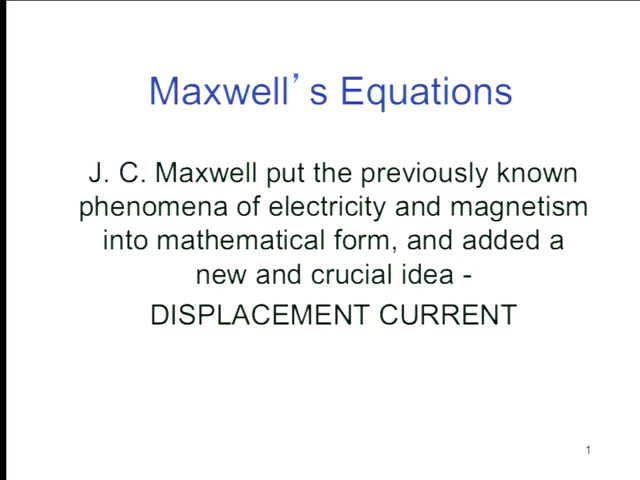 Maxwell’s Equations
J. C. Maxwell put the previously known
phenomena of electricity and magnetism
into mathematical form, and added a
new and crucial idea -
DISPLACEMENT CURRENT
1